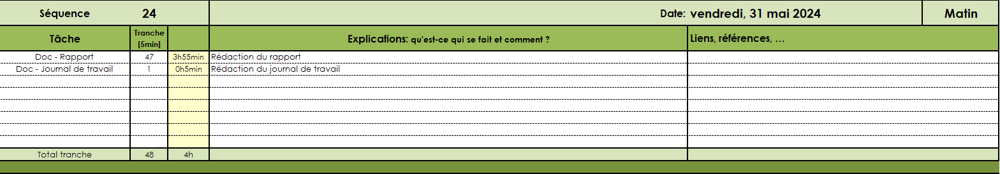 Séquence 24 Date: vendredi, 31 mai 2024 Matin
Tâche Tranche [5min] Explications: qu'est-ce qui se fait et comment ? Liens, références, ...
Doc - Rapport 47 3h55min Rédaction du rapport
Doc - Journal de travail 1 0h5min Rédaction du journal de travail
Total tranche 48 4h